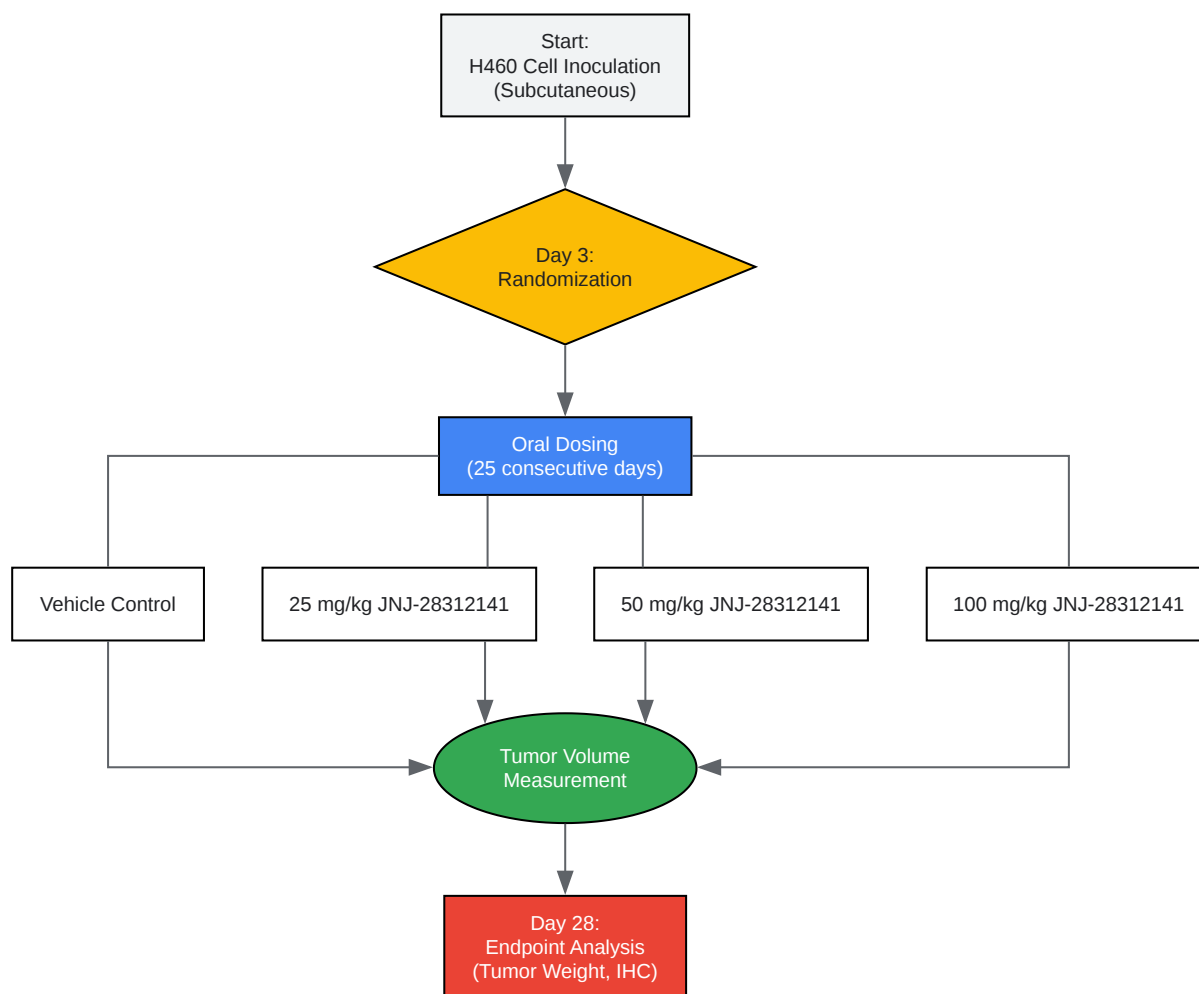 Start:
H460 Cell Inoculation
(Subcutaneous)
Day 3:
Randomization
Oral Dosing
(25 consecutive days)
Vehicle Control
25 mg/kg JNJ-28312141
50 mg/kg JNJ-28312141
100 mg/kg JNJ-28312141
Tumor Volume
Measurement
Day 28:
Endpoint Analysis
(Tumor Weight, IHC)